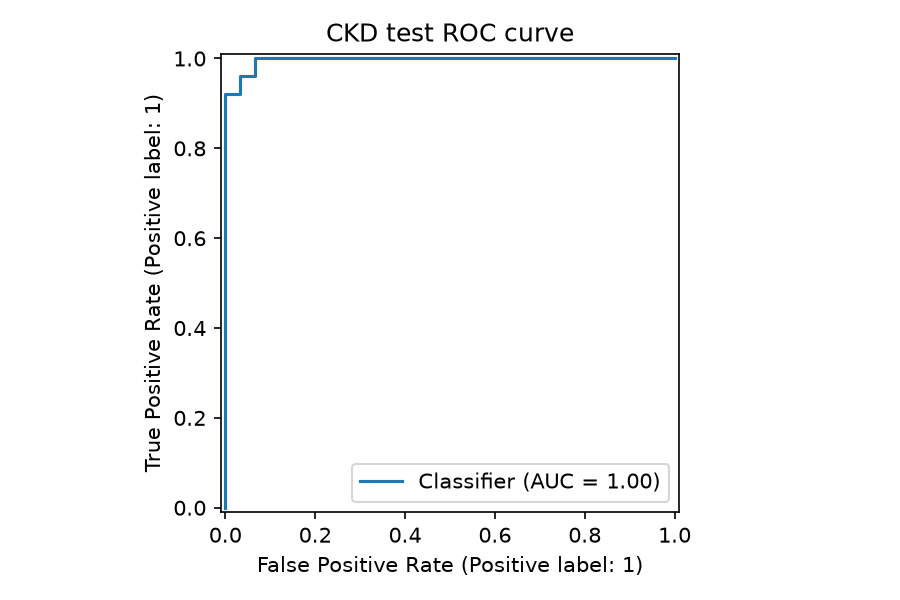 CKD test ROC curve
True Positive Rate (Positive label: 1)
1.0
0.8
0.6
0.4
0.2
0.0
Classifier (AUC = 1.00)
0.0 0.2 0.4 0.6 0.8 1.0
False Positive Rate (Positive label: 1)